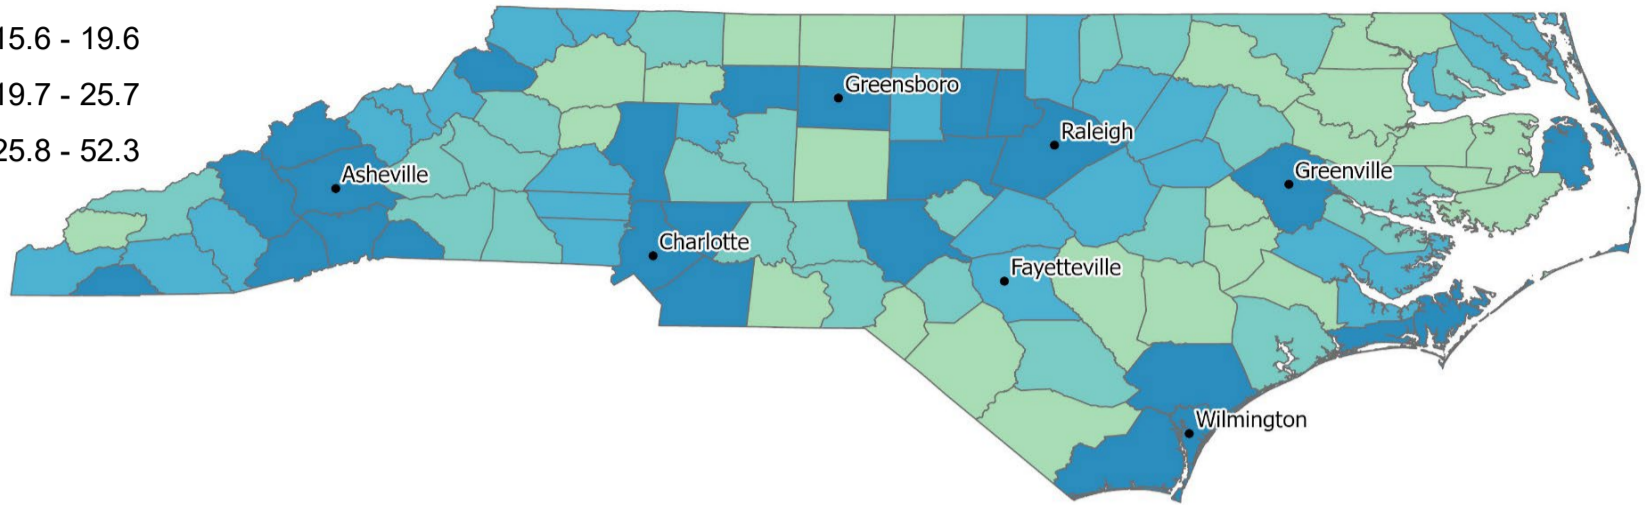 15.6 - 19.6
19.7 - 25.7
25.8 - 52.3
Greensboro
Raleigh
Asheville
Greenville
Charlotte
Fayetteville
Wilmington